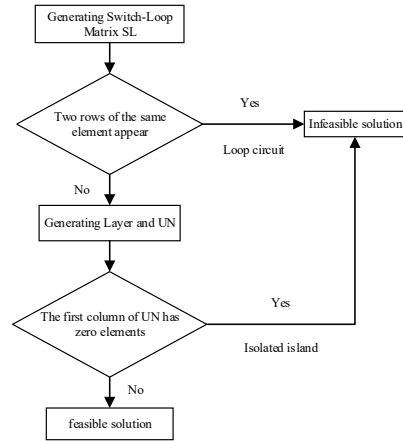 Generating Switch-Loop
Matrix SL
Two rows of the same
element appear
Yes
Infeasible solution
Loop circuit
No
Generating Layer and UN
The first column of UN has
zero elements
Yes
Isolated island
No
feasible solution